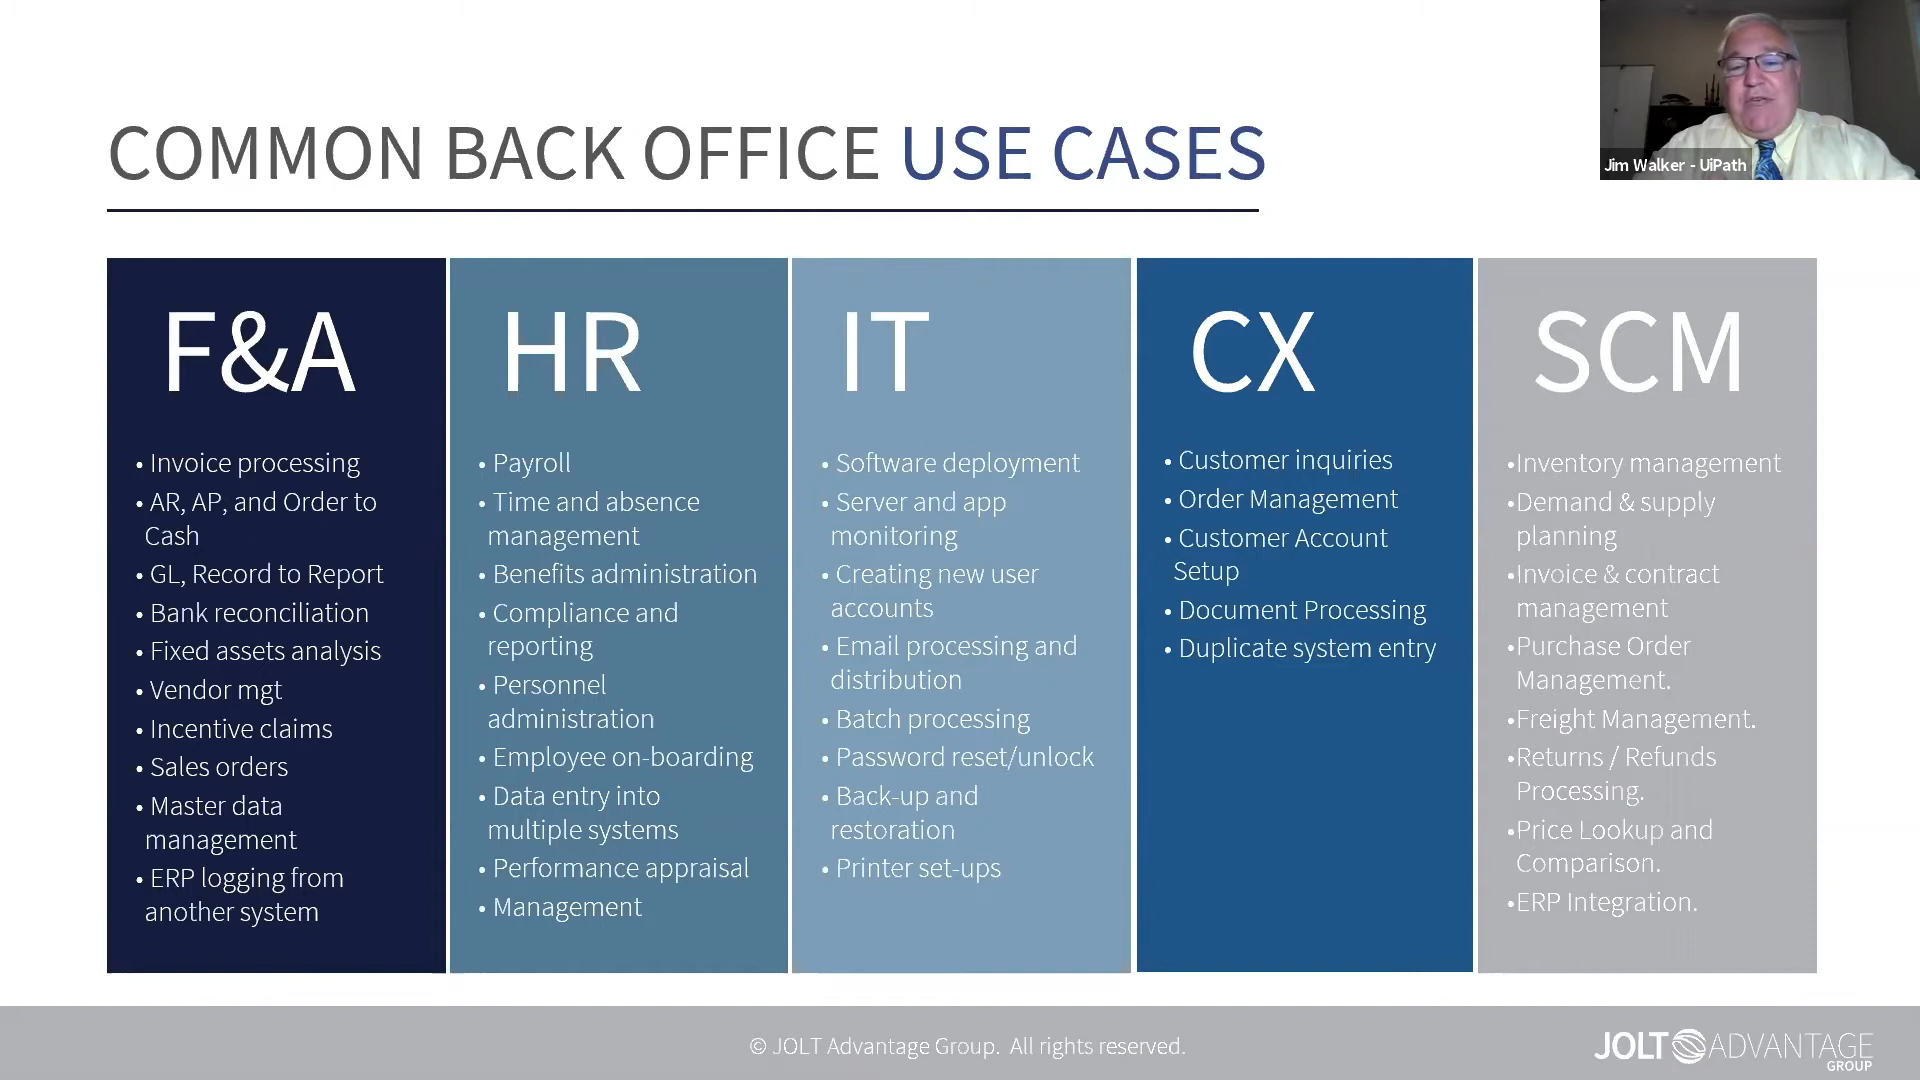 COMMON BACK OFFICE USE CASES
Jim Walker - UiPath
F&A
• Invoice processing
• AR, AP, and Order to
Cash
• GL, Record to Report
• Bank reconciliation
• Fixed assets analysis
• Vendor mgt
• Incentive claims
• Sales orders
• Master data
management
• ERP logging from
another system
HR
• Payroll
• Time and absence
management
• Benefits administration
• Compliance and
reporting
• Personnel
administration
• Employee on-boarding
• Data entry into
multiple systems
• Performance appraisal
• Management
IT
• Software deployment
• Server and app
monitoring
• Creating new user
accounts
• Email processing and
distribution
• Batch processing
• Password reset/unlock
• Back-up and
restoration
• Printer set-ups
CX
• Customer inquiries
• Order Management
• Customer Account
Setup
• Document Processing
• Duplicate system entry
SCM
•Inventory management
•Demand & supply
planning
•Invoice & contract
management
•Purchase Order
Management.
•Freight Management.
•Returns / Refunds
Processing.
•Price Lookup and
Comparison.
•ERP Integration.
© JOLT Advantage Group. All rights reserved.
JOLT ADVANTAGE
GROUP